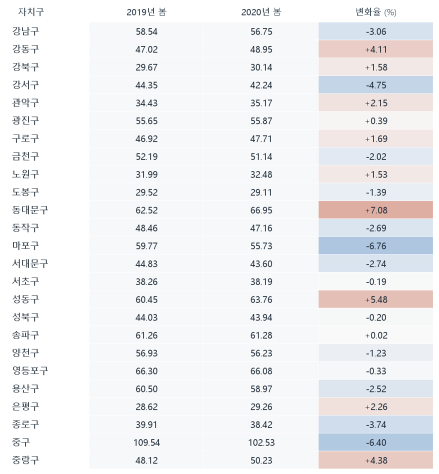 자치구 2019년 봄 2020년 봄 변화율 (%)
강남구 58.54 56.75 -3.06
강동구 47.02 48.95 +4.11
강북구 29.67 30.14 +1.58
강서구 44.35 42.24 -4.75
관악구 34.43 35.17 +2.15
광진구 55.65 55.87 +0.39
구로구 46.92 47.71 +1.69
금천구 52.19 51.14 -2.02
노원구 31.99 32.48 +1.53
도봉구 29.52 29.11 -1.39
동대문구 62.52 66.95 +7.08
동작구 48.46 47.16 -2.69
마포구 59.77 55.73 -6.76
서대문구 44.83 43.60 -2.74
서초구 38.26 38.19 -0.19
성동구 60.45 63.76 +5.48
성북구 44.03 43.94 -0.20
송파구 61.26 61.28 +0.02
양천구 56.93 56.23 -1.23
영등포구 66.30 66.08 -0.33
용산구 60.50 58.97 -2.52
은평구 28.62 29.26 +2.26
종로구 39.91 38.42 -3.74
중구 109.54 102.53 -6.40
중랑구 48.12 50.23 +4.38